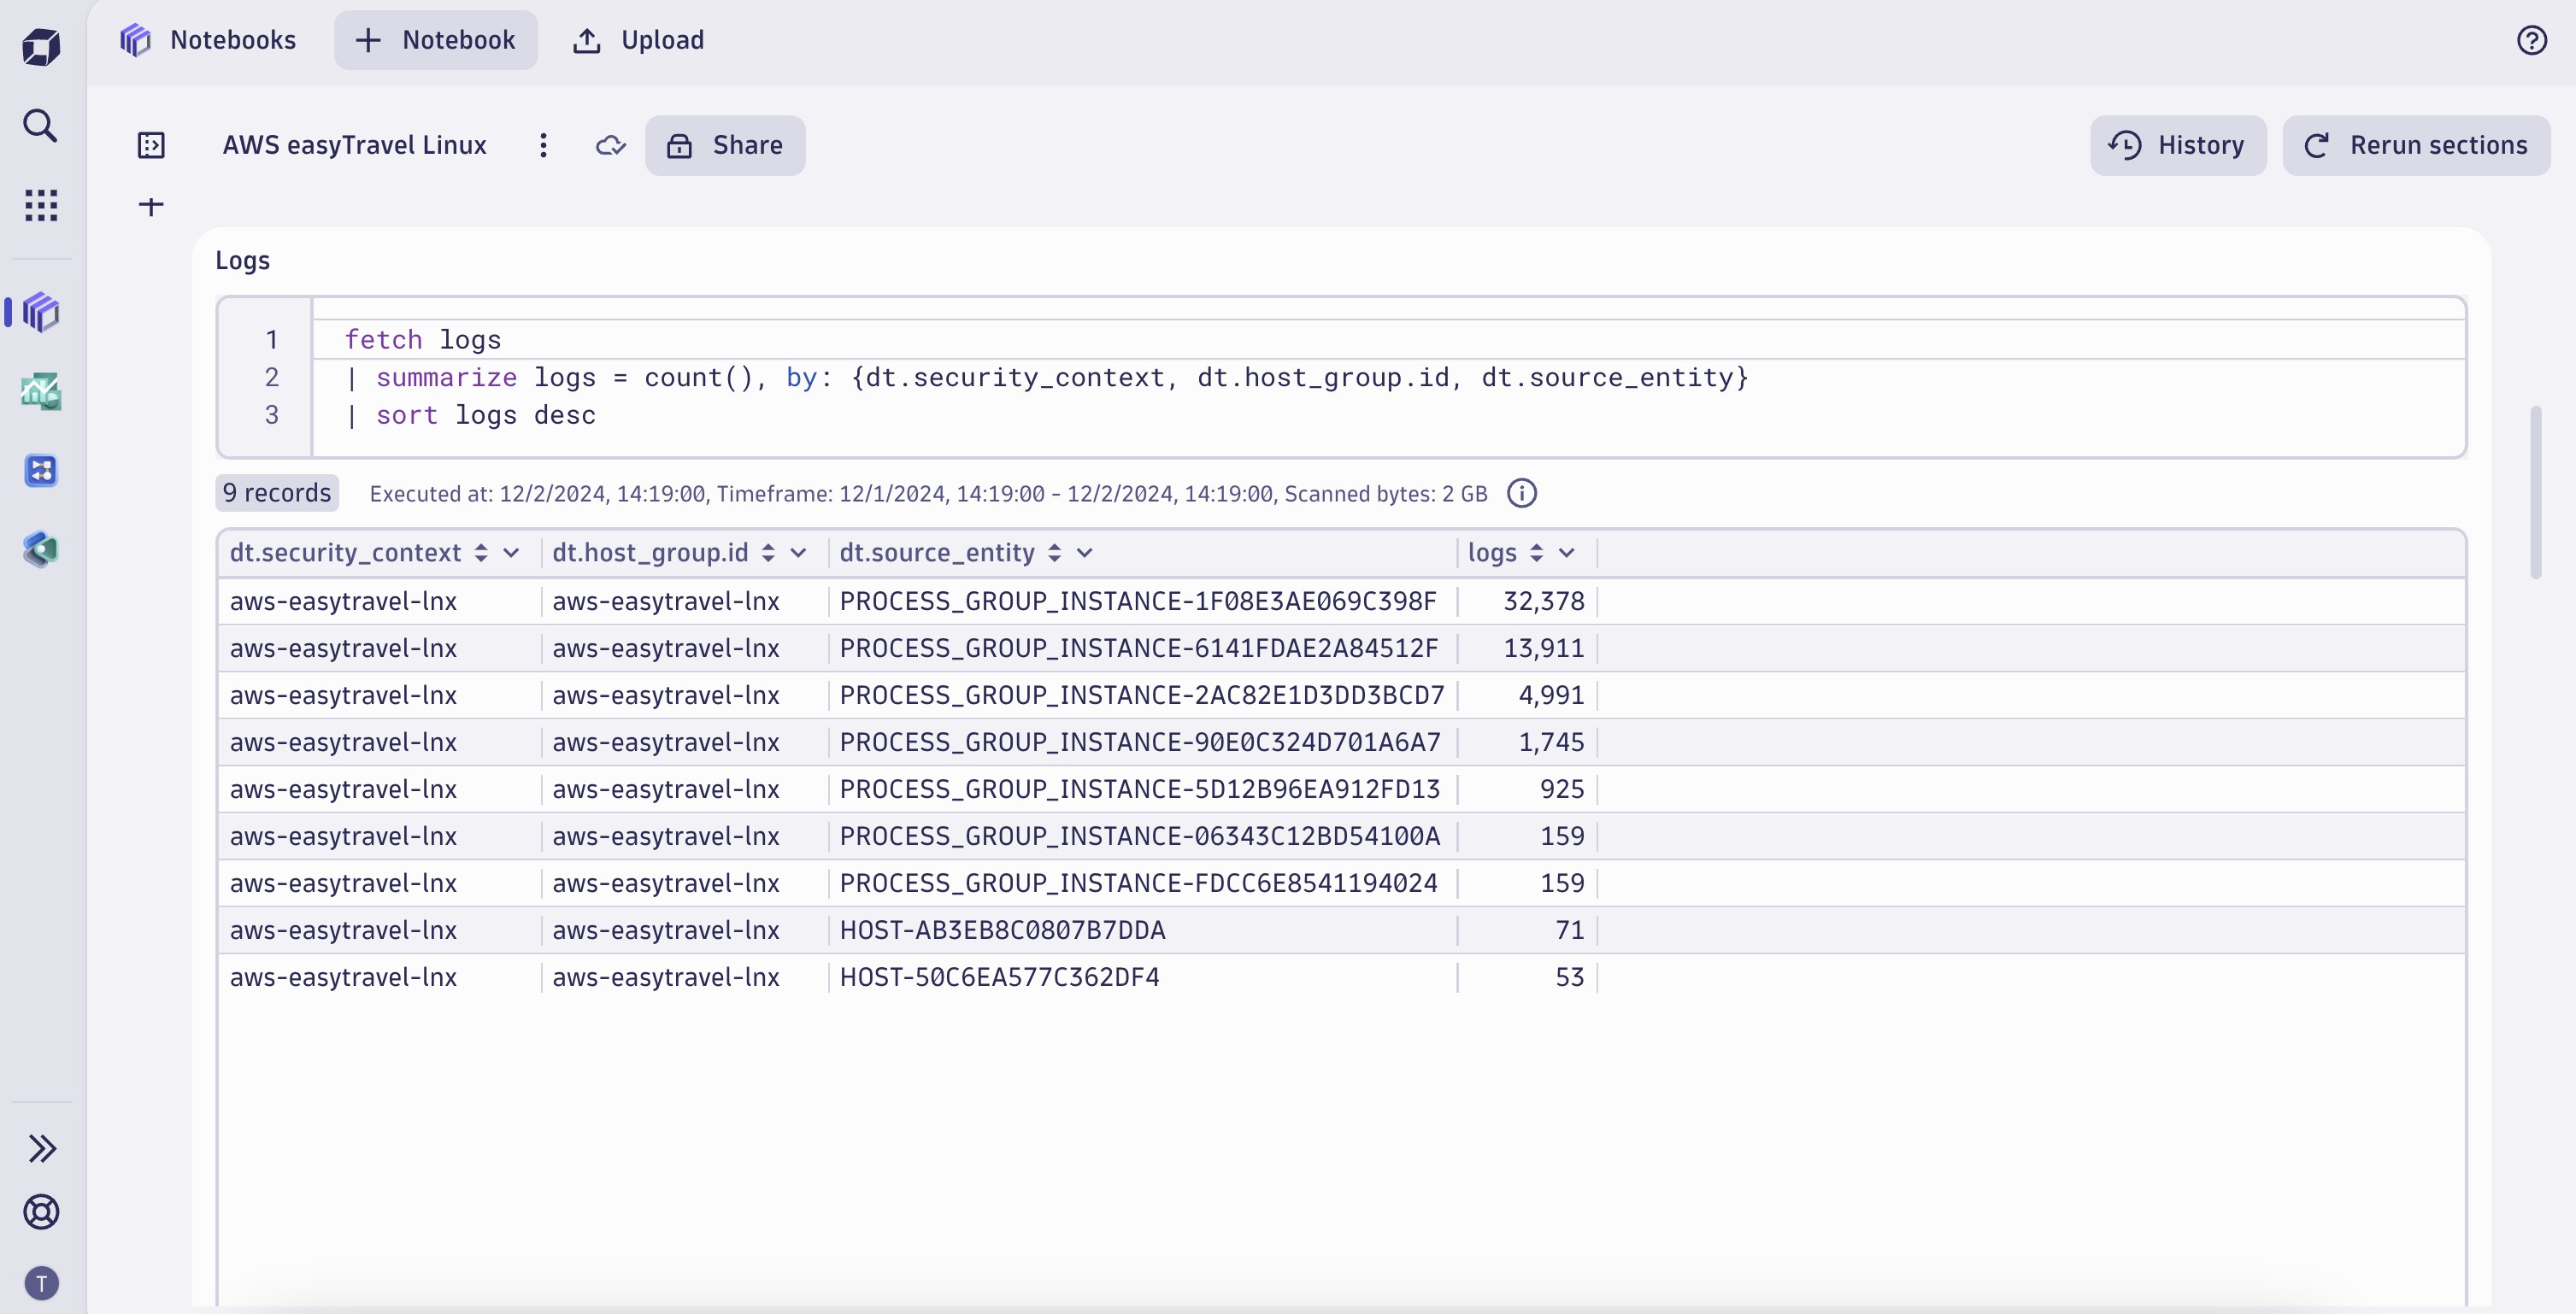 Notebooks
Notebook
Upload
AWS easyTravel Linux
Share
History
Rerun sections
Logs
1 fetch logs
2 | summarize logs = count(), by: {dt.security_context, dt.host_group.id, dt.source_entity}
3 | sort logs desc
9 records Executed at: 12/2/2024, 14:19:00, Timeframe: 12/1/2024, 14:19:00 - 12/2/2024, 14:19:00, Scanned bytes: 2 GB
dt.security_context dt.host_group.id dt.source_entity logs
aws-easytravel-lnx aws-easytravel-lnx PROCESS_GROUP_INSTANCE-1F08E3AE069C398F 32,378
aws-easytravel-lnx aws-easytravel-lnx PROCESS_GROUP_INSTANCE-6141FDAE2A84512F 13,911
aws-easytravel-lnx aws-easytravel-lnx PROCESS_GROUP_INSTANCE-2AC82E1D3DD3BCD7 4,991
aws-easytravel-lnx aws-easytravel-lnx PROCESS_GROUP_INSTANCE-90E0C324D701A6A7 1,745
aws-easytravel-lnx aws-easytravel-lnx PROCESS_GROUP_INSTANCE-5D12B96EA912FD13 925
aws-easytravel-lnx aws-easytravel-lnx PROCESS_GROUP_INSTANCE-06343C12BD54100A 159
aws-easytravel-lnx aws-easytravel-lnx PROCESS_GROUP_INSTANCE-FDCC6E8541194024 159
aws-easytravel-lnx aws-easytravel-lnx HOST-AB3EB8C0807B7DDA 71
aws-easytravel-lnx aws-easytravel-lnx HOST-50C6EA577C362DF4 53
T